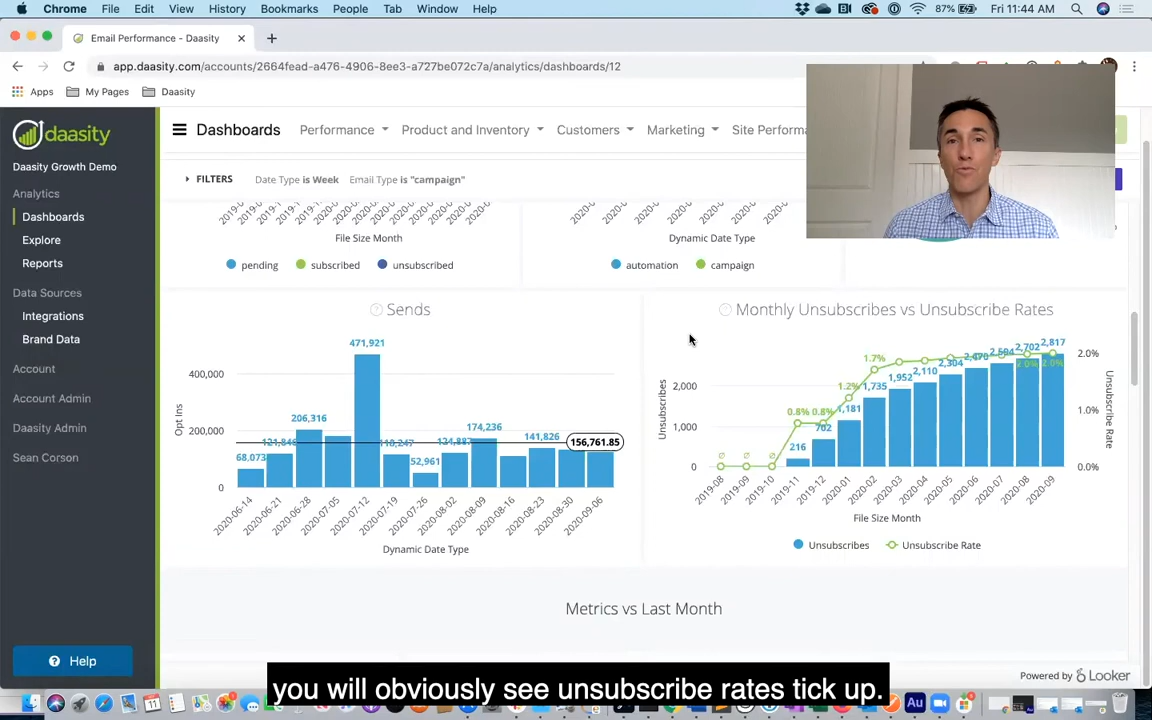 Chrome File Edit View History Bookmarks People Tab Window Help
87% Fri 11:44 AM
Email Performance - Daasity
app.daasity.com/accounts/2664fead-a476-4906-8ee3-a727be072c7a/analytics/dashboards/12
Apps My Pages Daasity
daasity
Daasity Growth Demo
Analytics
Dashboards
Explore
Reports
Data Sources
Integrations
Brand Data
Account
Account Admin
Daasity Admin
Sean Corson
Help
Dashboards Performance Product and Inventory Customers Marketing Site Performa
FILTERS Date Type is Week Email Type is "campaign"
File Size Month
pending subscribed unsubscribed
Dynamic Date Type
automation campaign
Sends
Opt Ins
400,000
200,000
0
68,073
206,316
471,921
52,961
174,236
141,826
156,761.85
2020-06-14 2020-06-21 2020-06-28 2020-07-05 2020-07-12 2020-07-19 2020-07-26 2020-08-02 2020-08-09 2020-08-16 2020-08-23 2020-08-30 2020-09-06
Dynamic Date Type
Monthly Unsubscribes vs Unsubscribe Rates
Unsubscribes
2,000
1,000
0
0.8% 0.8% 1.2% 1.7%
216 702 1,181 1,735 1,952 2,110 2,304 2,470 2,594 2,702 2,817
2.0%
1.0%
0.0%
Unsubscribe Rate
2019-08 2019-09 2019-10 2019-11 2019-12 2020-01 2020-02 2020-03 2020-04 2020-05 2020-06 2020-07 2020-08 2020-09
File Size Month
Unsubscribes Unsubscribe Rate
Metrics vs Last Month
Powered by Looker
you will obviously see unsubscribe rates tick up.